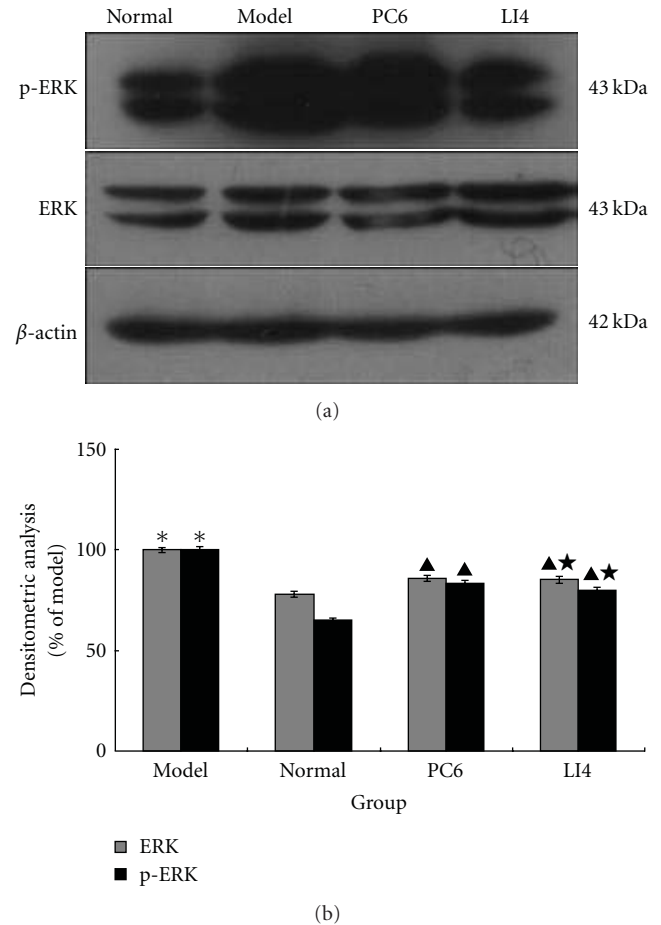 Normal Model PC6 LI4
p-ERK 43 kDa
ERK 43 kDa
β-actin 42 kDa
(a)
150
100
50
0
Densitometric analysis
(% of model)
* *
▲ ▲
▲★ ▲★
Model Normal PC6 LI4
Group
ERK
p-ERK
(b)